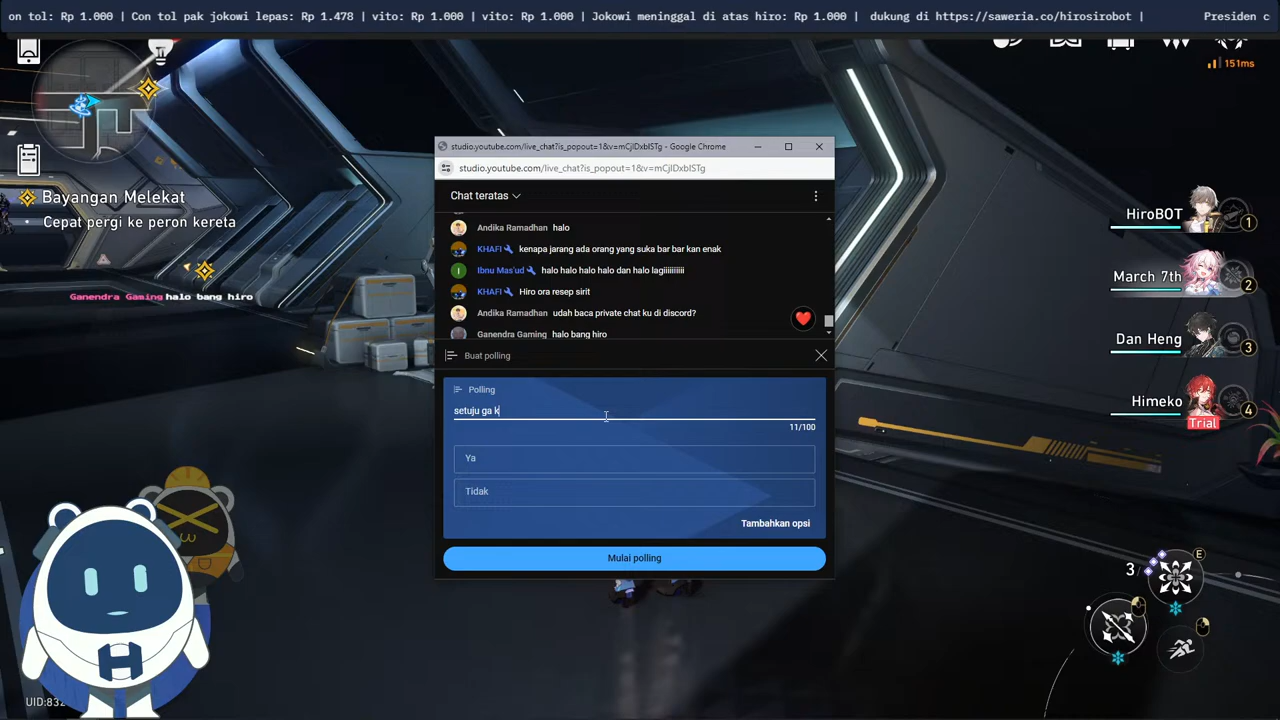 on tol: Rp 1.000 | Con tol pak jokowi lepas: Rp 1.478 | vito: Rp 1.000 | vito: Rp 1.000 | Jokowi meninggal di atas hiro: Rp 1.000 | dukung di https://saweria.co/hirosirobot | Presiden c
151ms
Bayangan Melekat
Cepat pergi ke peron kereta
Ganendra Gaming halo bang hiro
studio.youtube.com/live_chat?is_popout=1&v=mCjIDxbISTg - Google Chrome
studio.youtube.com/live_chat?is_popout=1&v=mCjIDxbISTg
Chat teratas
Andika Ramadhan halo
KHAFI kenapa jarang ada orang yang suka bar bar kan enak
I Ibnu Mas'ud halo halo halo halo dan halo lagiiiiiiiiii
KHAFI Hiro ora resep sirit
Andika Ramadhan udah baca private chat ku di discord?
Ganendra Gaming halo bang hiro
Buat polling
Polling
setuju ga k
11/100
Ya
Tidak
Tambahkan opsi
Mulai polling
HiroBOT 1
March 7th 2
Dan Heng 3
Himeko 4
Trial
E
3
H
UID:832